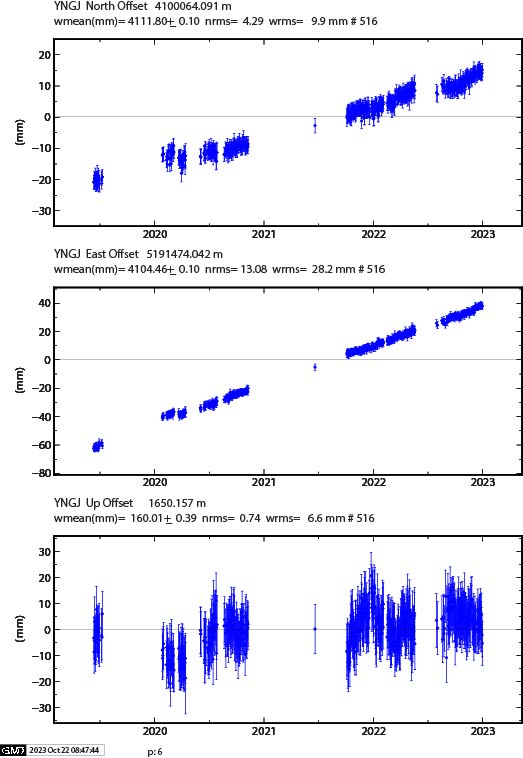 YNGJ North Offset 4100064.091 m
wmean(mm)= 4111.80± 0.10 nrms= 4.29 wrms= 9.9 mm # 516
20
10
0
−10
−20
−30
(mm)
2020 2021 2022 2023
YNGJ East Offset 5191474.042 m
wmean(mm)= 4104.46± 0.10 nrms= 13.08 wrms= 28.2 mm # 516
40
20
0
−20
−40
−60
−80
(mm)
2020 2021 2022 2023
YNGJ Up Offset 1650.157 m
wmean(mm)= 160.01± 0.39 nrms= 0.74 wrms= 6.6 mm # 516
30
20
10
0
−10
−20
−30
(mm)
2020 2021 2022 2023
GMT 2023 Oct 22 08:47:44 p: 6